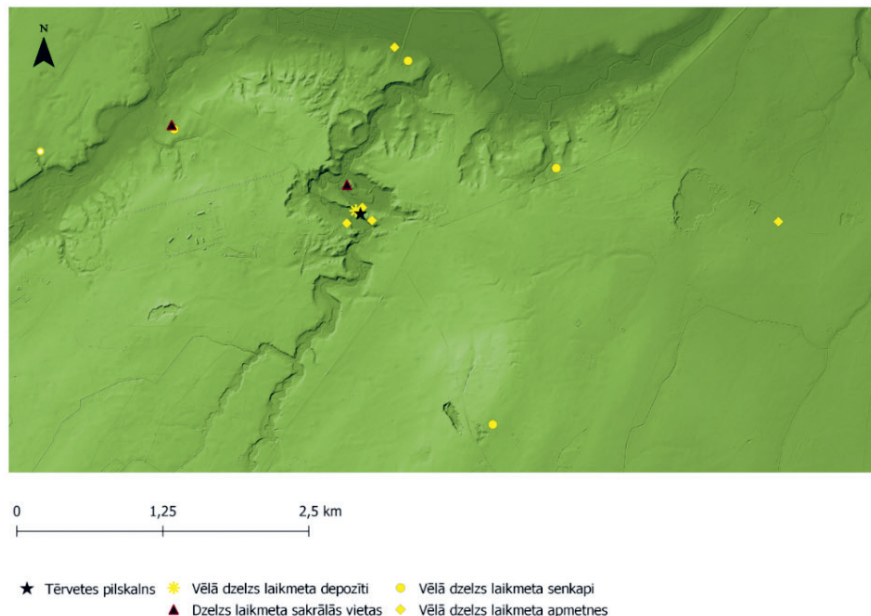 N
0 1,25 2,5 km
Tērvetes pilskalns Vēlā dzelzs laikmeta depozīti Vēlā dzelzs laikmeta senkapi
Dzelzs laikmeta sakrālās vietas Vēlā dzelzs laikmeta apmetnes